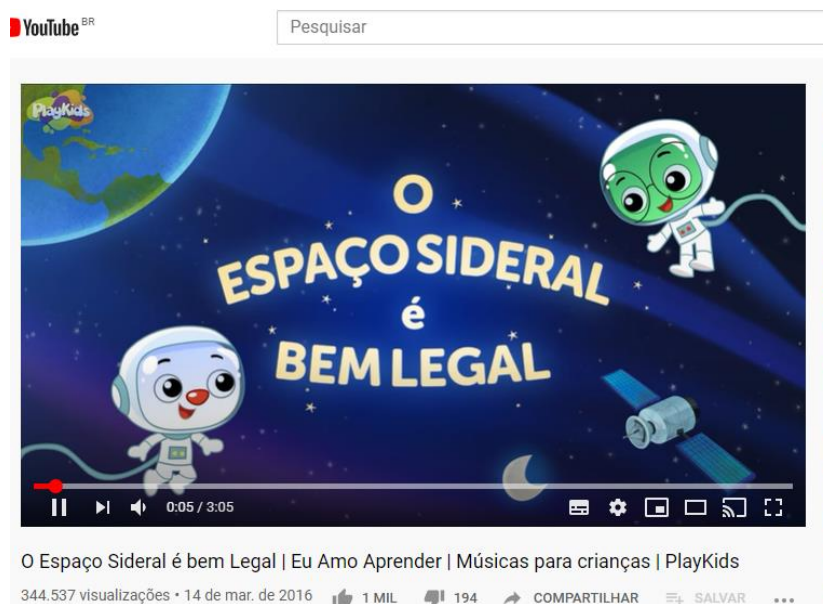 YouTube BR
Pesquisar
PlayKids
O
ESPAÇO SIDERAL
é
BEM LEGAL
0:05 / 3:05
O Espaço Sideral é bem Legal | Eu Amo Aprender | Músicas para crianças | PlayKids
344.537 visualizações • 14 de mar. de 2016 1 MIL 194 COMPARTILHAR SALVAR